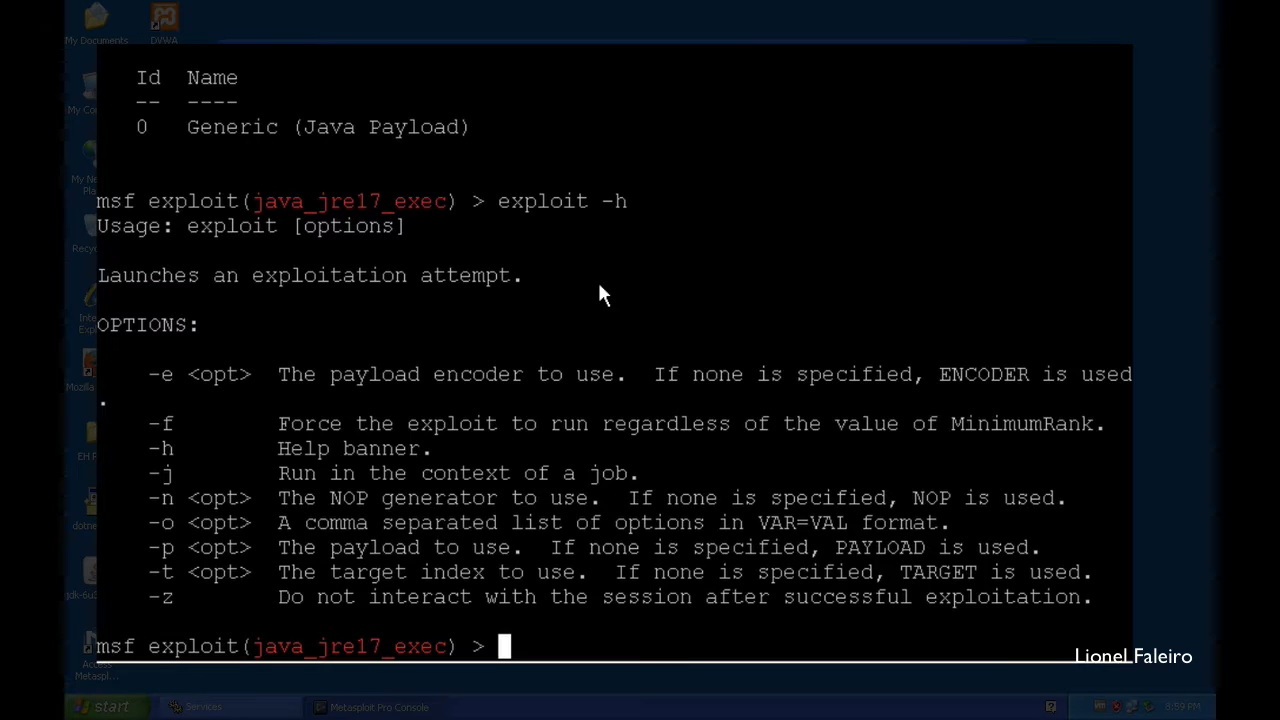 My Documents
DVWA
Id Name
-- ----
0 Generic (Java Payload)
msf exploit(java_jre17_exec) > exploit -h
Usage: exploit [options]
Launches an exploitation attempt.
OPTIONS:
-e <opt> The payload encoder to use. If none is specified, ENCODER is used
.
-f Force the exploit to run regardless of the value of MinimumRank.
-h Help banner.
-j Run in the context of a job.
-n <opt> The NOP generator to use. If none is specified, NOP is used.
-o <opt> A comma separated list of options in VAR=VAL format.
-p <opt> The payload to use. If none is specified, PAYLOAD is used.
-t <opt> The target index to use. If none is specified, TARGET is used.
-z Do not interact with the session after successful exploitation.
msf exploit(java_jre17_exec) >
Lionel Faleiro
Access
Metaspl...
start
Services
Metasploit Pro Console
8:59 PM